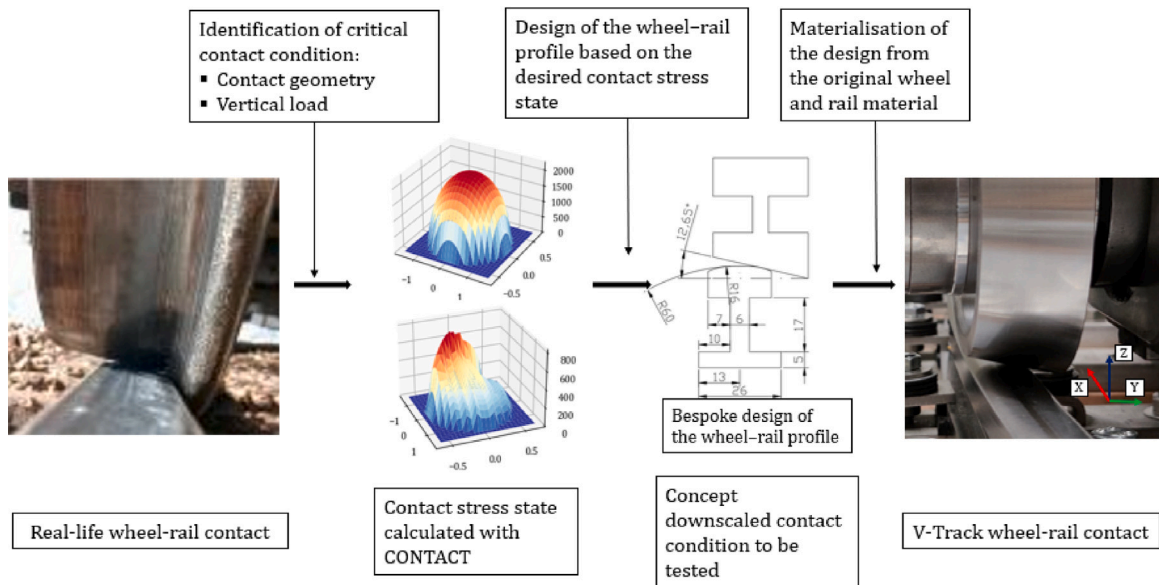 Identification of critical
contact condition:
▪ Contact geometry
▪ Vertical load
Design of the wheel–rail
profile based on the
desired contact stress
state
Materialisation of
the design from
the original wheel
and rail material
2000
1500
1000
500
0
−1
0
1
−0.5
0.0
0.5
800
600
400
200
0
−1
0
1
−0.5
0.0
0.5
12,65°
R60
R16
7
6
10
17
5
13
26
Bespoke design of
the wheel–rail profile
Z
X
Y
Real-life wheel-rail contact
Contact stress state
calculated with
CONTACT
Concept
downscaled contact
condition to be
tested
V-Track wheel-rail contact